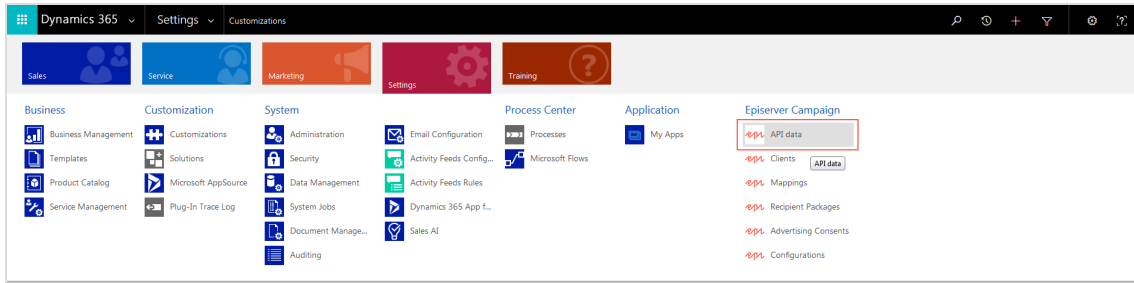 Dynamics 365 Settings Customizations
Sales Service Marketing Settings Training
Business Customization System Process Center Application Episerver Campaign
Business Management Customizations Administration Email Configuration Processes My Apps API data
Templates Solutions Security Activity Feeds Config... Microsoft Flows Clients API data
Product Catalog Microsoft AppSource Data Management Activity Feeds Rules Mappings
Service Management Plug-In Trace Log System Jobs Dynamics 365 App f... Recipient Packages
Document Manage... Sales AI Advertising Consents
Auditing Configurations